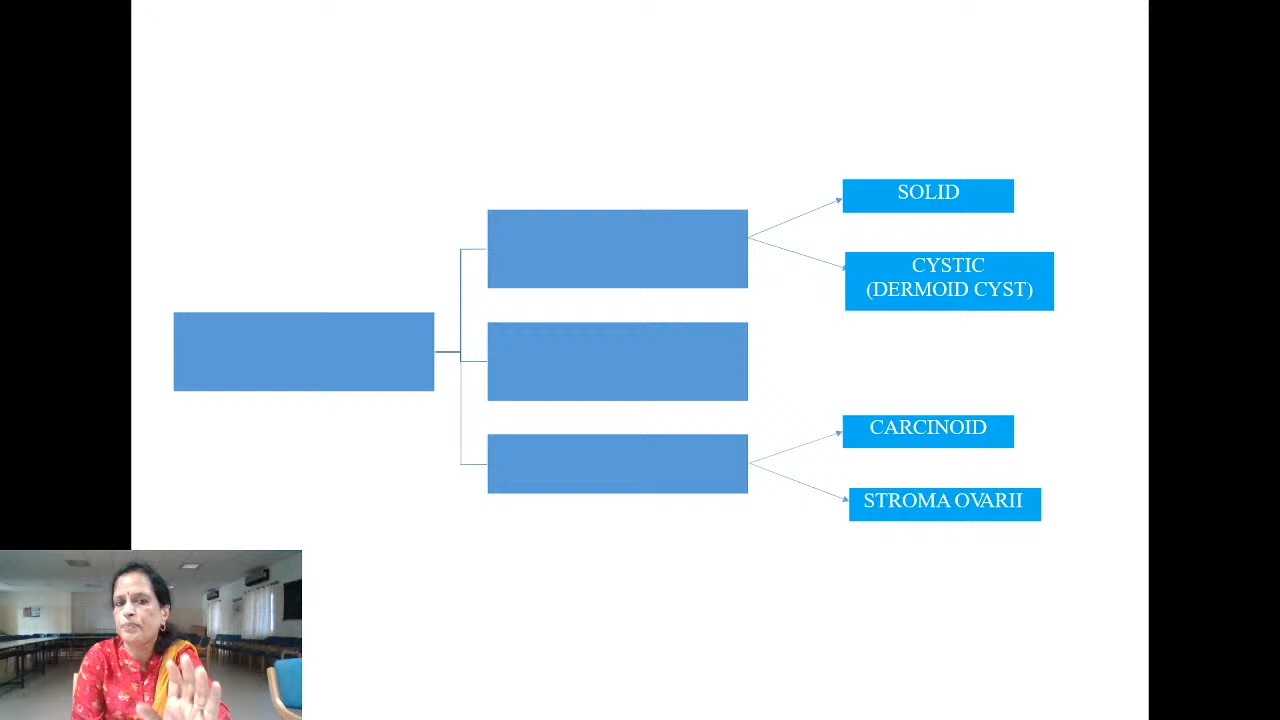 SOLID
CYSTIC
(DERMOID CYST)
CARCINOID
STROMA OVARII